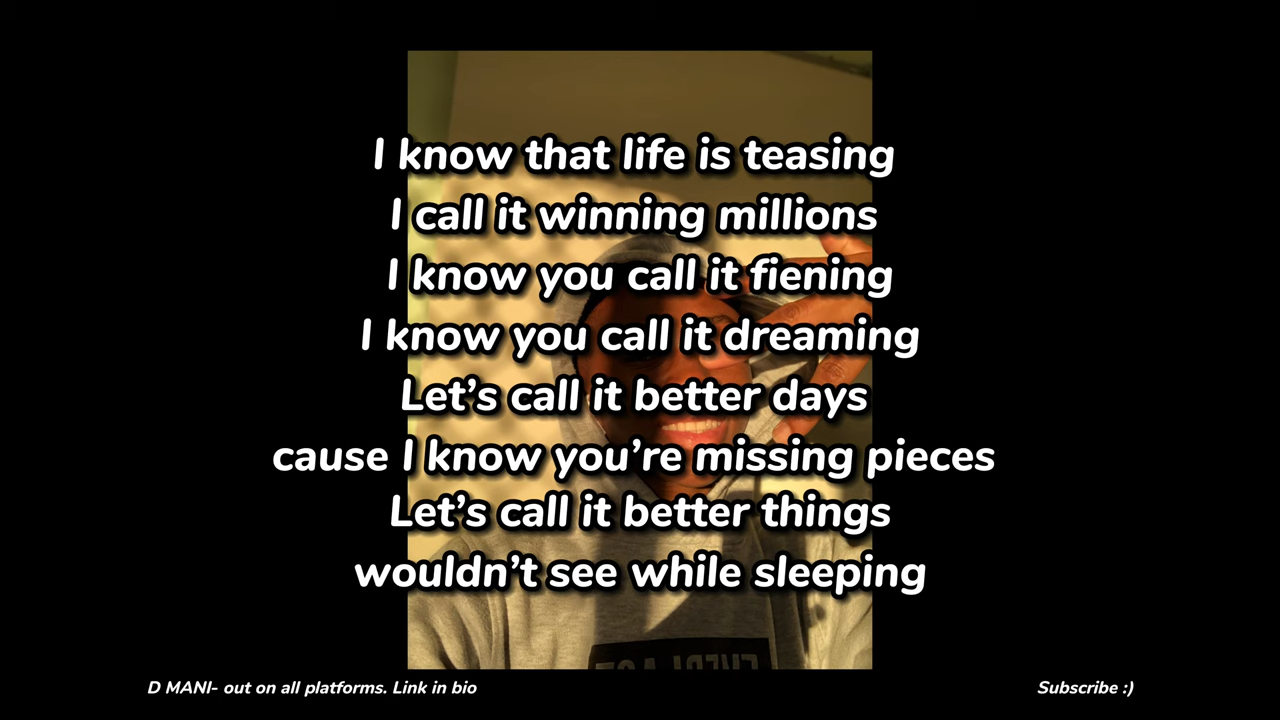 I know that life is teasing
I call it winning millions
I know you call it fiening
I know you call it dreaming
Let’s call it better days
cause I know you’re missing pieces
Let’s call it better things
wouldn’t see while sleeping
D MANI- out on all platforms. Link in bio
Subscribe :)